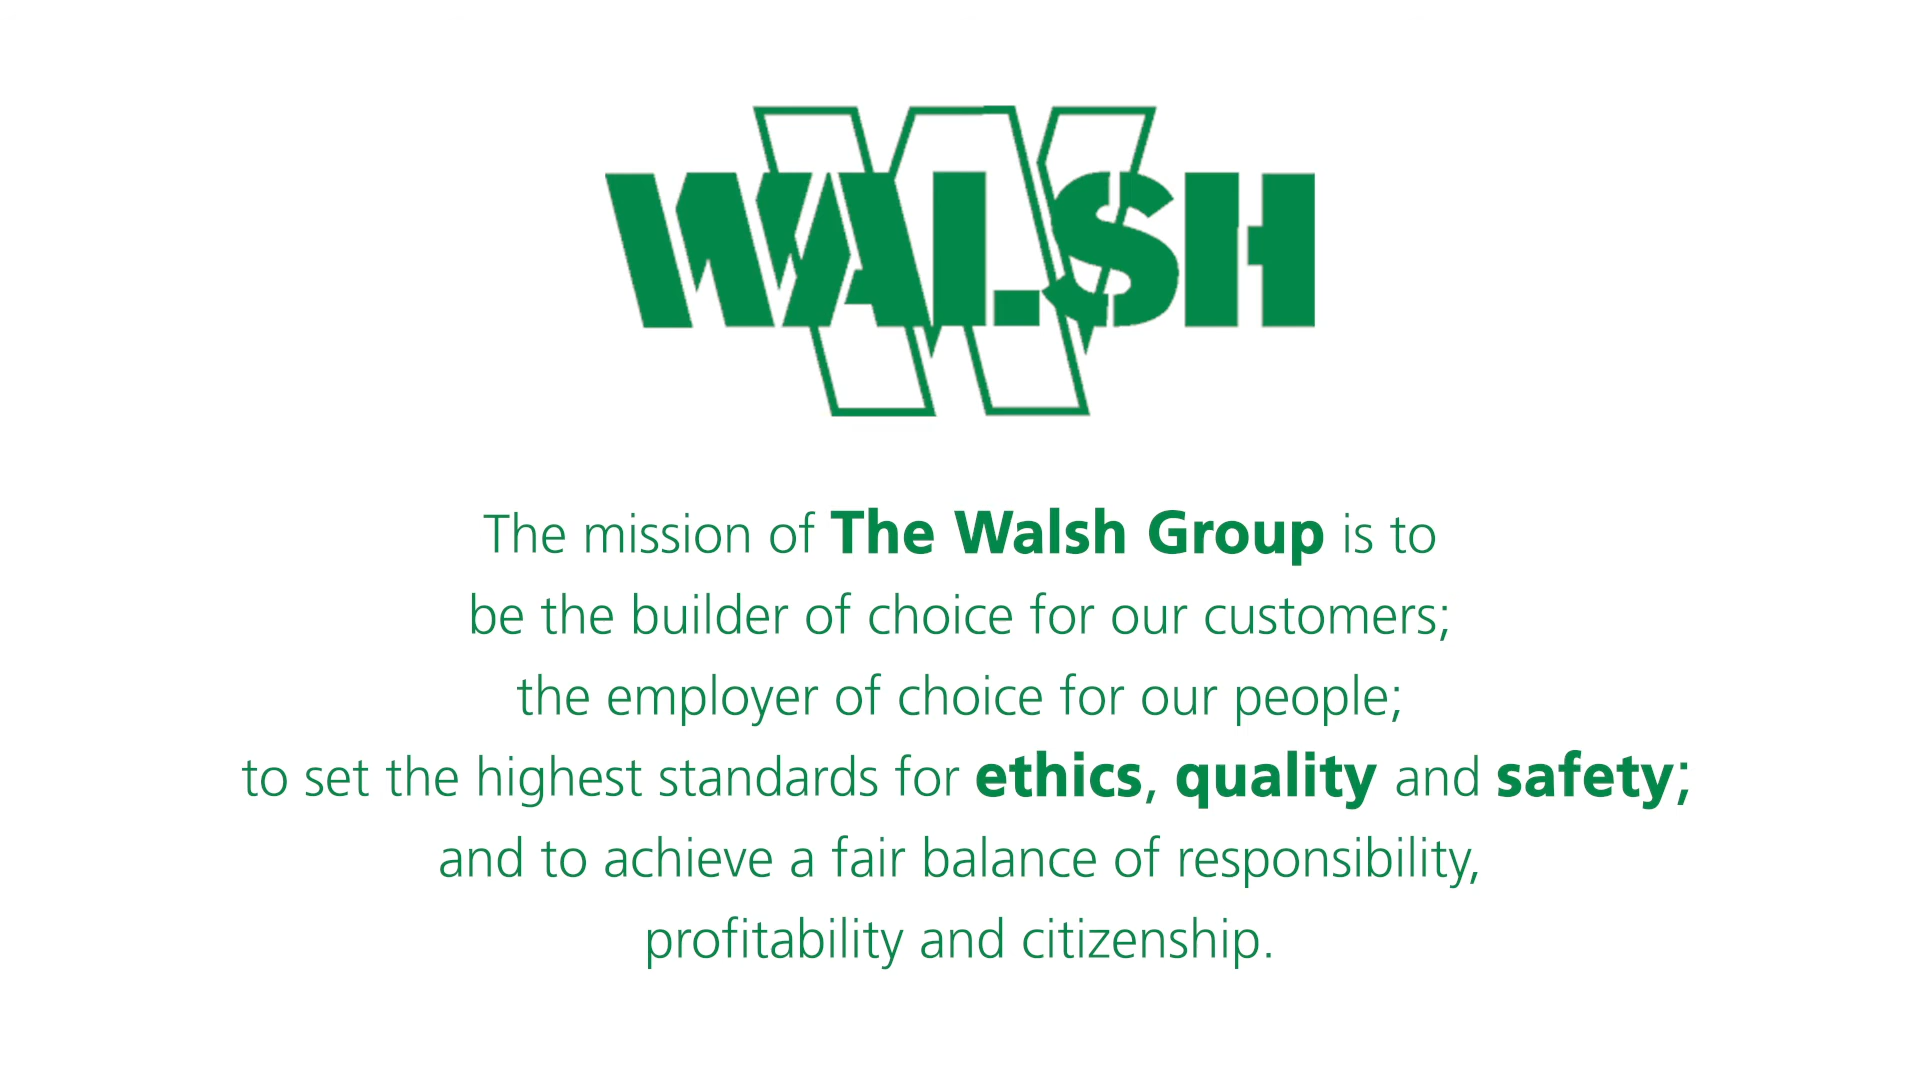 WALSH
The mission of The Walsh Group is to
be the builder of choice for our customers;
the employer of choice for our people;
to set the highest standards for ethics, quality and safety;
and to achieve a fair balance of responsibility,
profitability and citizenship.